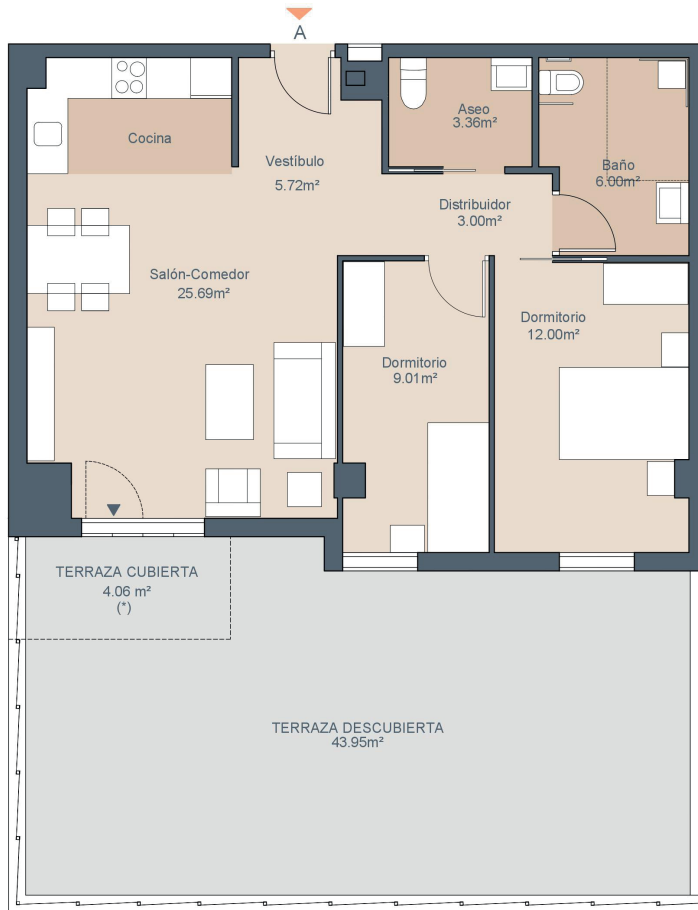 A
Cocina
Aseo
3.36m²
Baño
6.00m²
Vestíbulo
5.72m²
Distribuidor
3.00m²
Salón-Comedor
25.69m²
Dormitorio
12.00m²
Dormitorio
9.01m²
TERRAZA CUBIERTA
4.06 m²
(*)
TERRAZA DESCUBIERTA
43.95m²